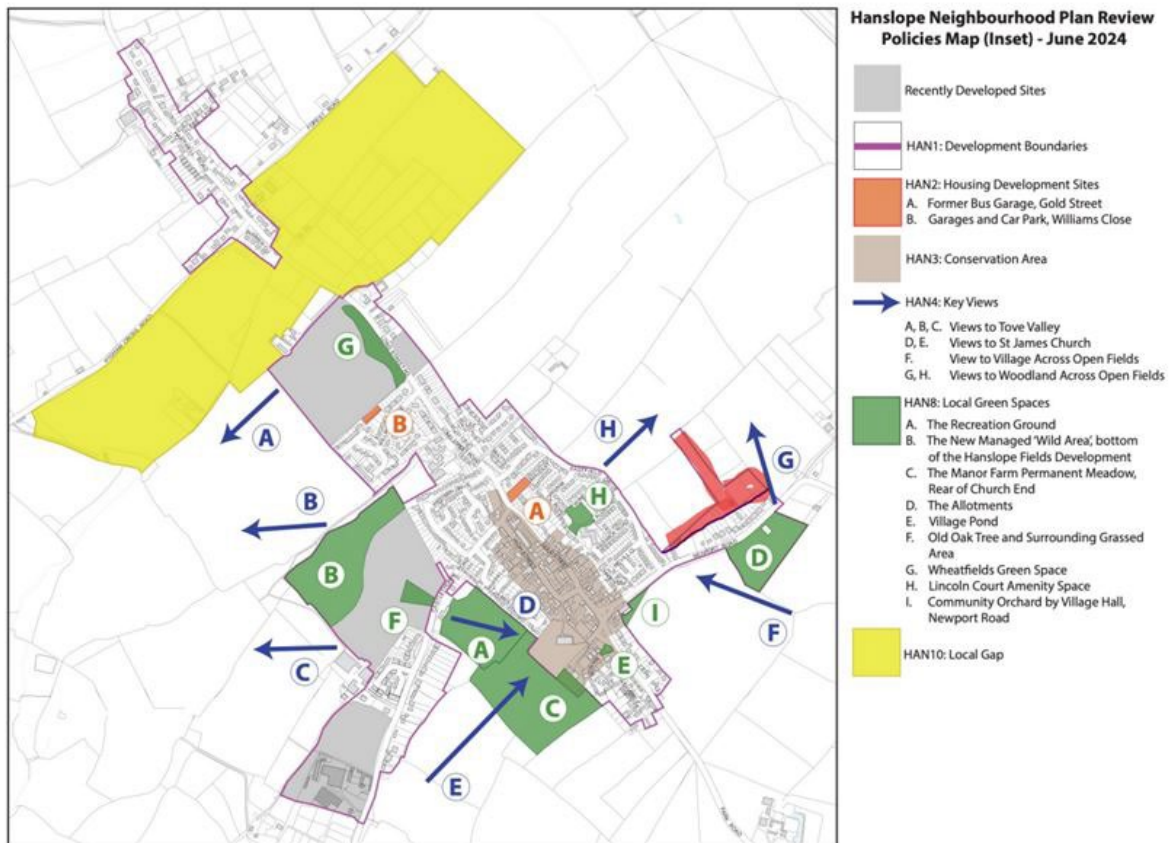 Hanslope Neighbourhood Plan Review
Policies Map (Inset) - June 2024
Recently Developed Sites
HAN1: Development Boundaries
HAN2: Housing Development Sites
A. Former Bus Garage, Gold Street
B. Garages and Car Park, Williams Close
HAN3: Conservation Area
HAN4: Key Views
A, B, C. Views to Tove Valley
D, E. Views to St James Church
F. View to Village Across Open Fields
G, H. Views to Woodland Across Open Fields
HAN8: Local Green Spaces
A. The Recreation Ground
B. The New Managed 'Wild Area', bottom
of the Hanslope Fields Development
C. The Manor Farm Permanent Meadow,
Rear of Church End
D. The Allotments
E. Village Pond
F. Old Oak Tree and Surrounding Grassed
Area
G. Wheatfields Green Space
H. Lincoln Court Amenity Space
I. Community Orchard by Village Hall,
Newport Road
HAN10: Local Gap
FOREST ROAD
G
A
B
H
G
A
H
B
D
B
D
I
F
F
A
C
E
C
E
PARK ROAD